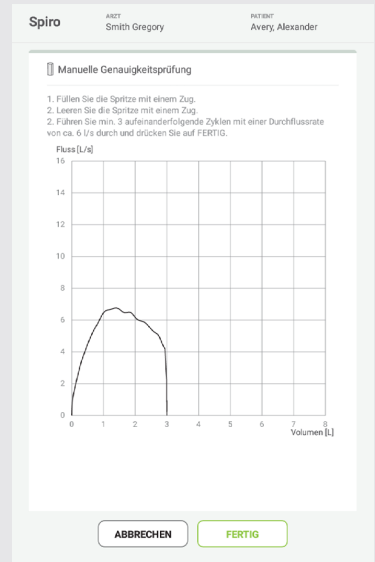 Spiro
ARZT
Smith Gregory
PATIENT
Avery, Alexander
Manuelle Genauigkeitsprüfung
1. Füllen Sie die Spritze mit einem Zug.
2. Leeren Sie die Spritze mit einem Zug.
2. Führen Sie min. 3 aufeinanderfolgende Zyklen mit einer Durchflussrate
von ca. 6 l/s durch und drücken Sie auf FERTIG.
Fluss [L/s]
16
14
12
10
8
6
4
2
0
0 1 2 3 4 5 6 7 8
Volumen [L]
ABBRECHEN
FERTIG